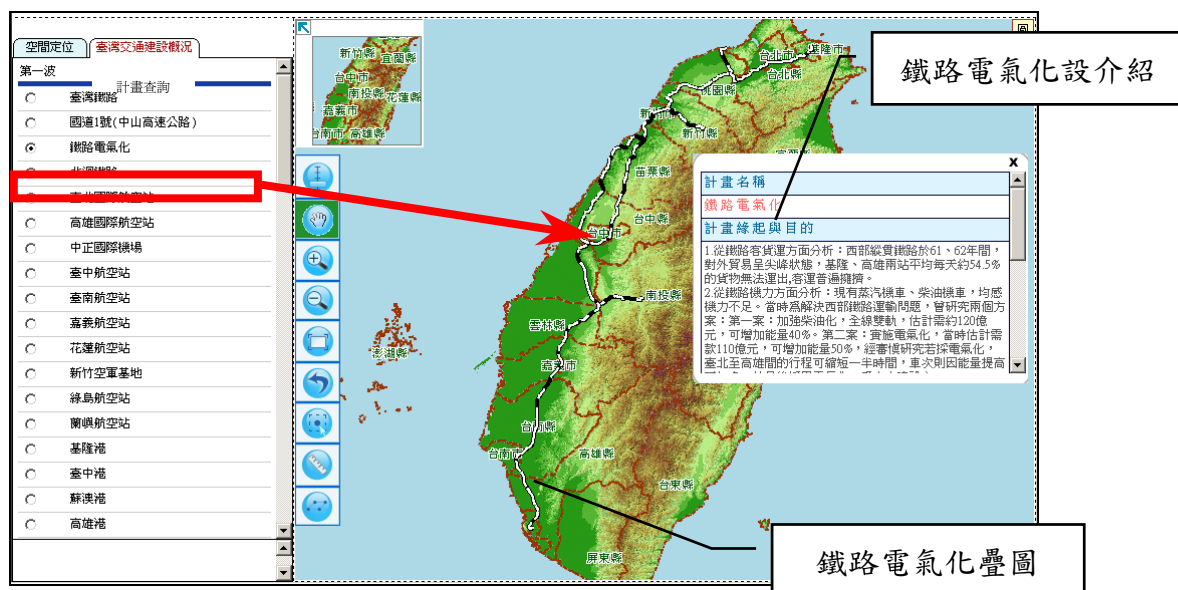 空間定位
臺灣交通建設概況
第一波
計畫查詢
臺灣鐵路
國道1號(中山高速公路)
鐵路電氣化
北迴鐵路
臺北國際航空站
高雄國際航空站
中正國際機場
臺中航空站
臺南航空站
嘉義航空站
花蓮航空站
新竹空軍基地
綠島航空站
蘭嶼航空站
基隆港
臺中港
蘇澳港
高雄港
新竹縣
宜蘭縣
台中市
南投縣
花蓮縣
嘉義市
台南市
高雄縣
台北市
基隆市
台北縣
桃園縣
新竹縣
苗栗縣
台中縣
台中市
南投縣
雲林縣
澎湖縣
嘉義市
台南縣
台南市
高雄縣
台東縣
屏東縣
鐵路電氣化設介紹
x
計畫名稱
鐵路電氣化
計畫緣起與目的
1.從鐵路客貨運方面分析：西部縱貫鐵路於61、62年間，
對外貿易呈尖峰狀態，基隆、高雄兩站平均每天約54.5%
的貨物無法運出,客運普遍擁擠。
2.從鐵路機力方面分析：現有蒸汽機車、柴油機車，均感
機力不足。當時為解決西部鐵路運輸問題，曾研究兩個方
案：第一案：加強柴油化，全線雙軌，估計需約120億
元，可增加能量40%。第二案：實施電氣化，當時估計需
款110億元，可增加能量50%，經審慎研究若採電氣化，
臺北至高雄間的行程可縮短一半時間，車次則因能量提高
鐵路電氣化疊圖